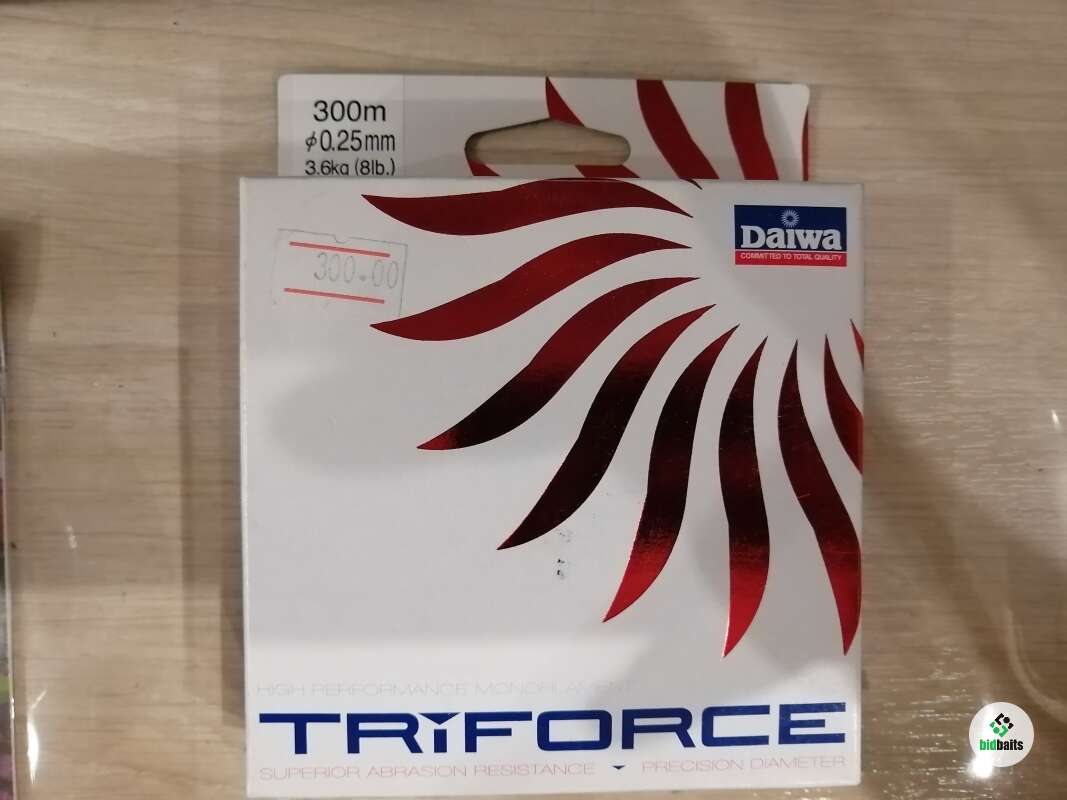 300m
φ0.25mm
3.6kg (8lb.)
300.00
Daiwa
COMMITTED TO TOTAL QUALITY
HIGH PERFORMANCE MONOFILAMENT
TRiFORCE
SUPERIOR ABRASION RESISTANCE ▼ PRECISION DiAMETER
bidbaits